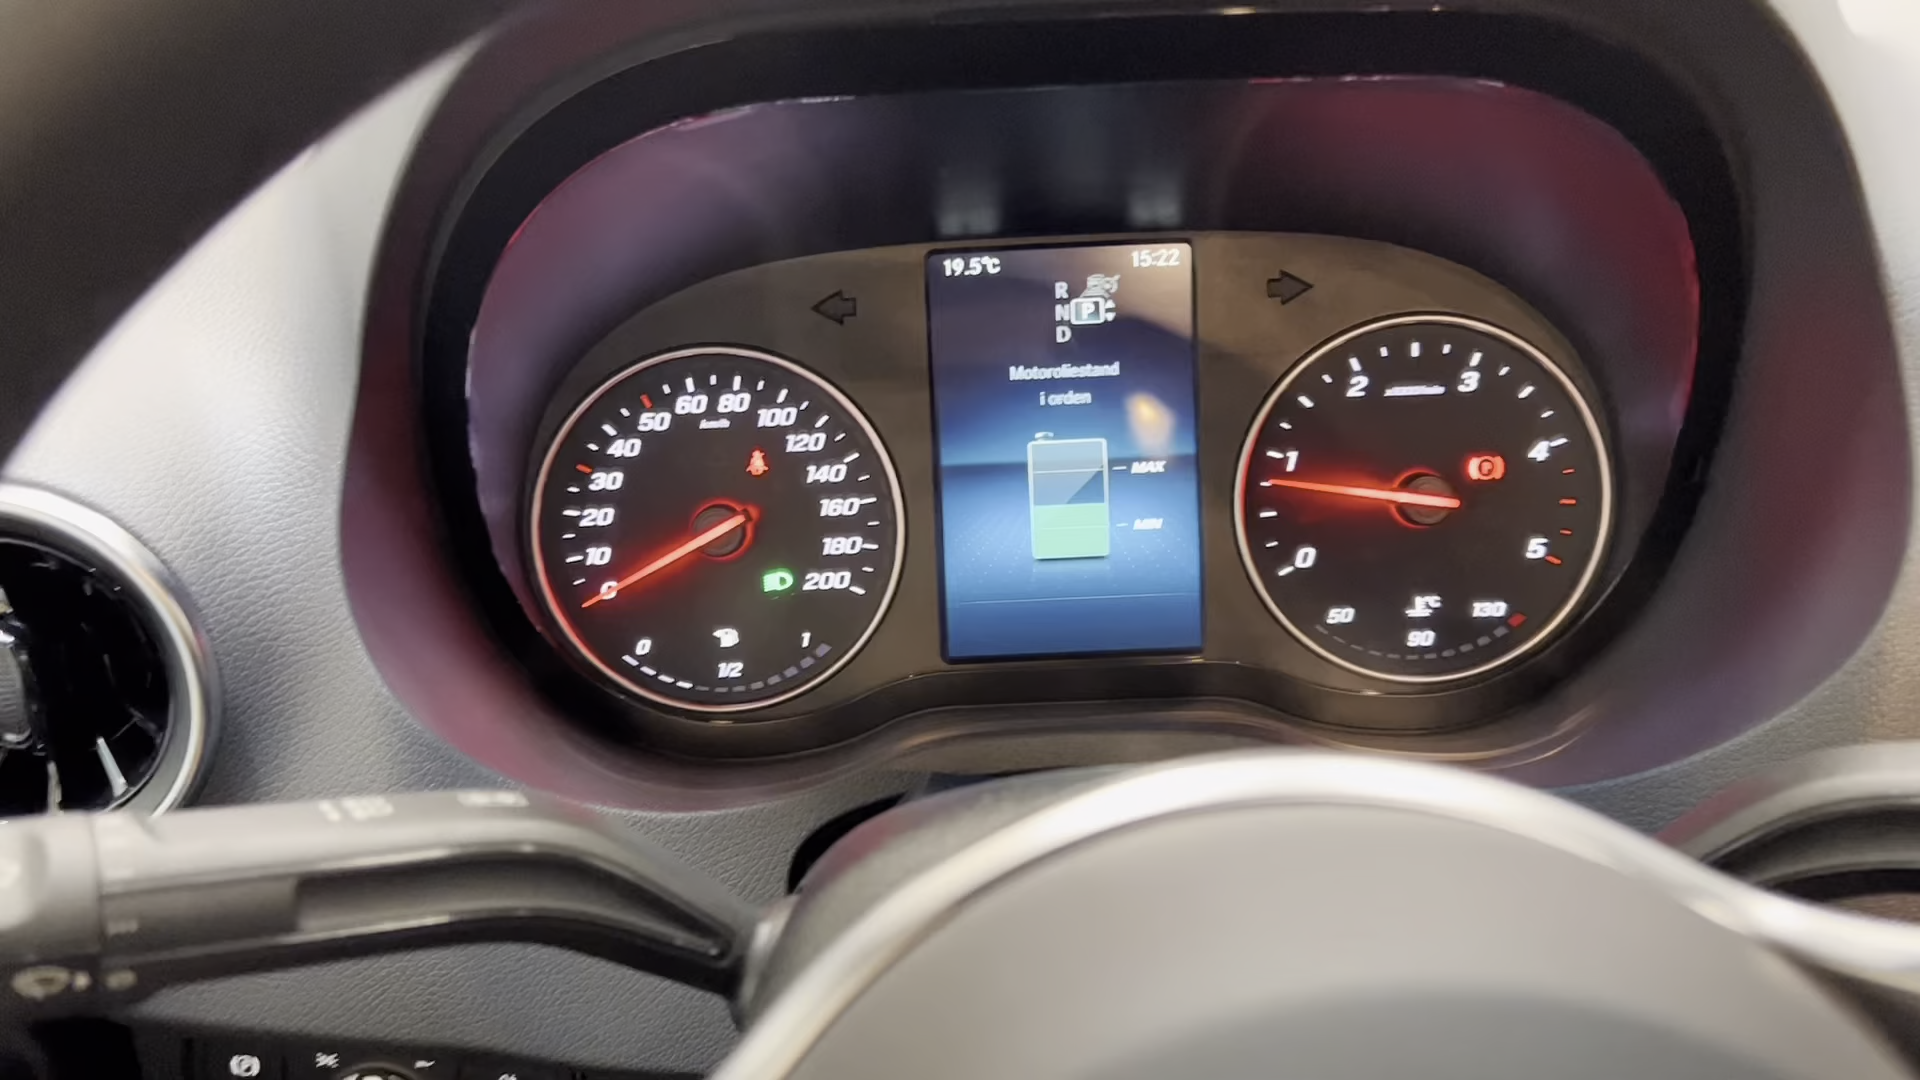 19.5°C 15:22
R
N P
D
Motoroliestand
i orden
MAX
MIN
0 10 20 30 40 50 60 80 100 120 140 160 180 200
km/h
0 1/2 1
0 1 2 3 4 5
P
°C
50 90 130